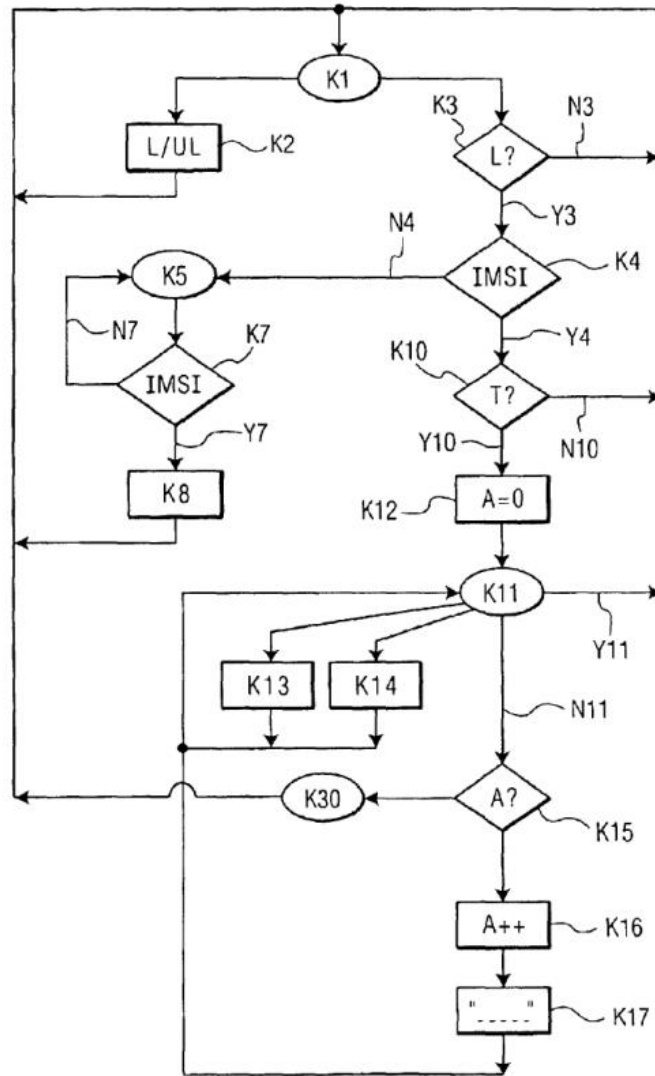 K1
K3
N3
L/UL
K2
L?
Y3
N4
K4
K5
IMSI
N7
K7
K10
Y4
IMSI
T?
Y7
Y10
N10
K8
K12
A=0
K11
Y11
K13
K14
N11
K30
A?
K15
A++
K16
"_____"
K17